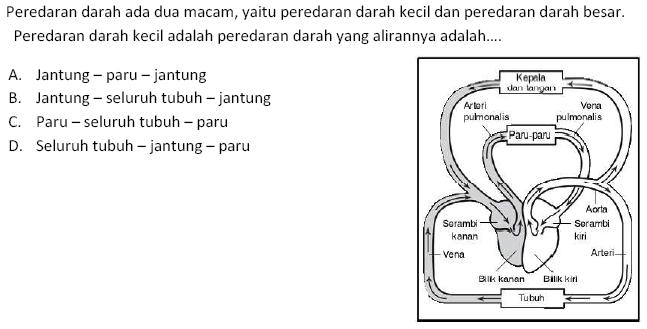 Peredaran darah ada dua macam, yaitu peredaran darah kecil dan peredaran darah besar.
Peredaran darah kecil adalah peredaran darah yang alirannya adalah....
A. Jantung – paru – jantung
B. Jantung – seluruh tubuh – jantung
C. Paru – seluruh tubuh – paru
D. Seluruh tubuh – jantung – paru
Kepala
dan tangan
Arteri
pulmonalis
Vena
pulmonalis
Paru-paru
Aorta
Serambi
kanan
Serambi
kiri
Vena
Arteri
Bilik kanan
Bilik kiri
Tubuh